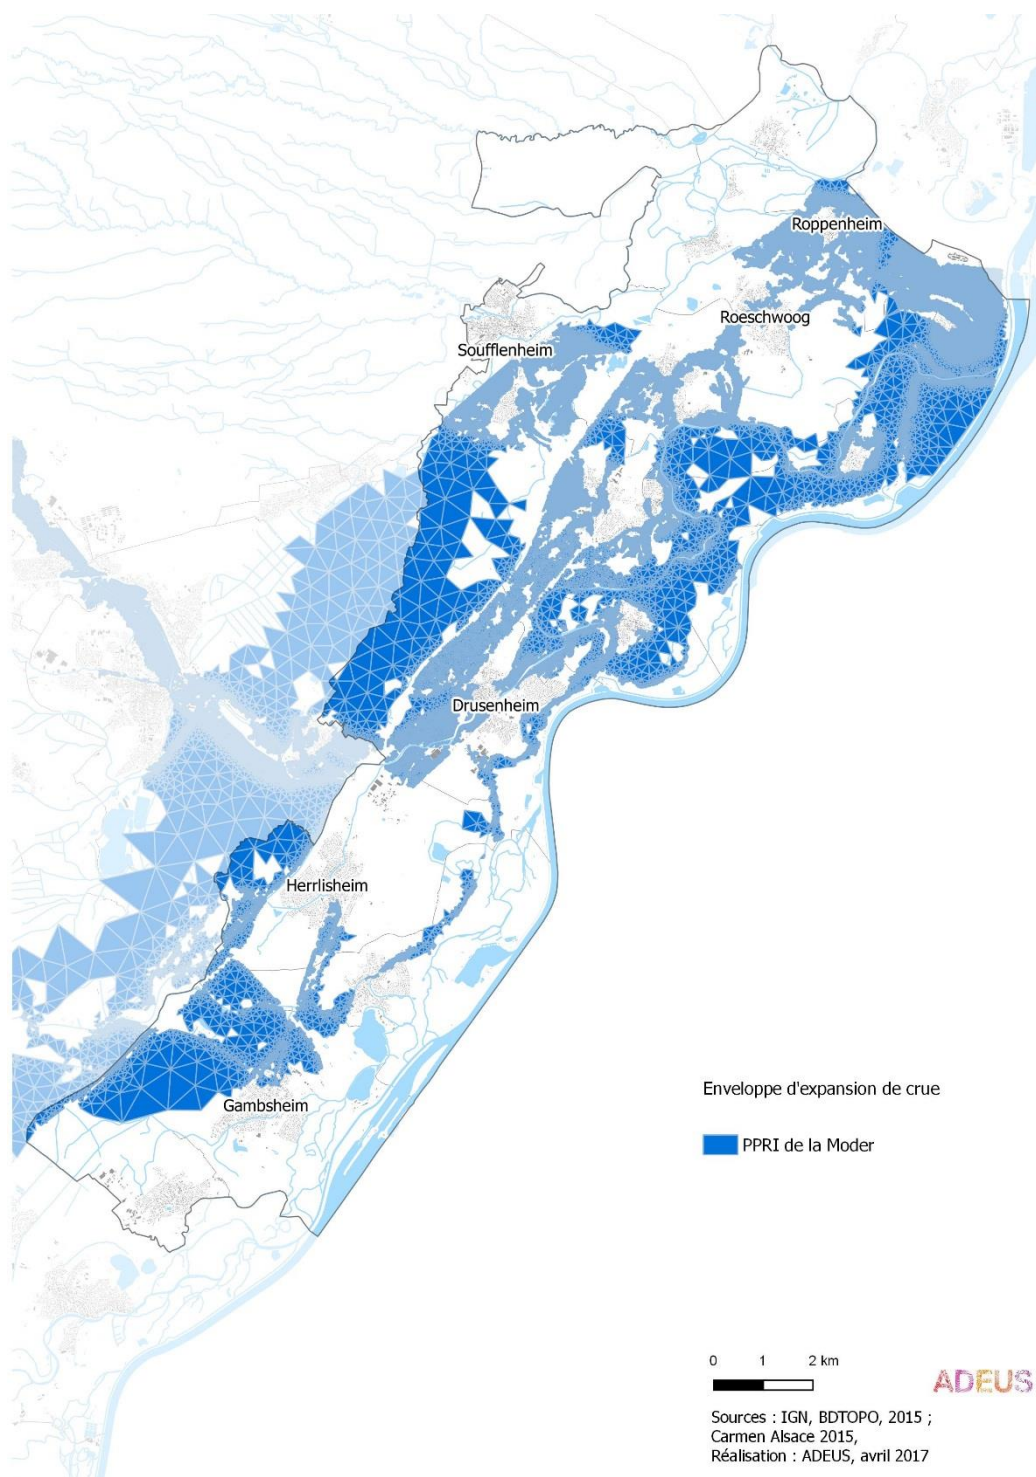 Roppenheim
Roeschwoog
Soufflenheim
Drusenheim
Herrlisheim
Gambsheim
Enveloppe d'expansion de crue
PPRI de la Moder
0 1 2 km
ADEUS
Sources : IGN, BDTOPO, 2015 ;
Carmen Alsace 2015,
Réalisation : ADEUS, avril 2017